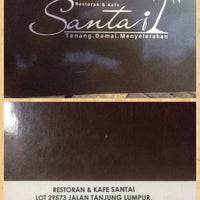 Restoran & Kafe
Santai
Tenang.Damai.Menyelerakan
RESTORAN & KAFE SANTAI
LOT 29573 JALAN TANJUNG LUMPUR,